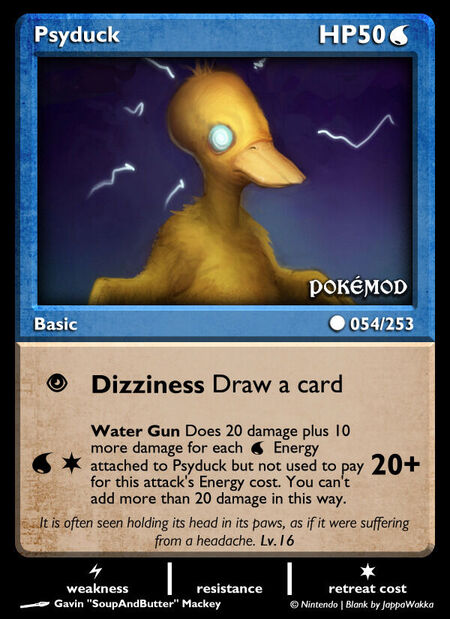 Psyduck HP50
POKÉMOD
Basic 054/253
Dizziness Draw a card
Water Gun Does 20 damage plus 10
more damage for each Energy
attached to Psyduck but not used to pay
for this attack's Energy cost. You can't
add more than 20 damage in this way.
20+
It is often seen holding its head in its paws, as if it were suffering
from a headache. Lv.16
weakness resistance retreat cost
Gavin "SoupAndButter" Mackey © Nintendo | Blank by JappaWakka